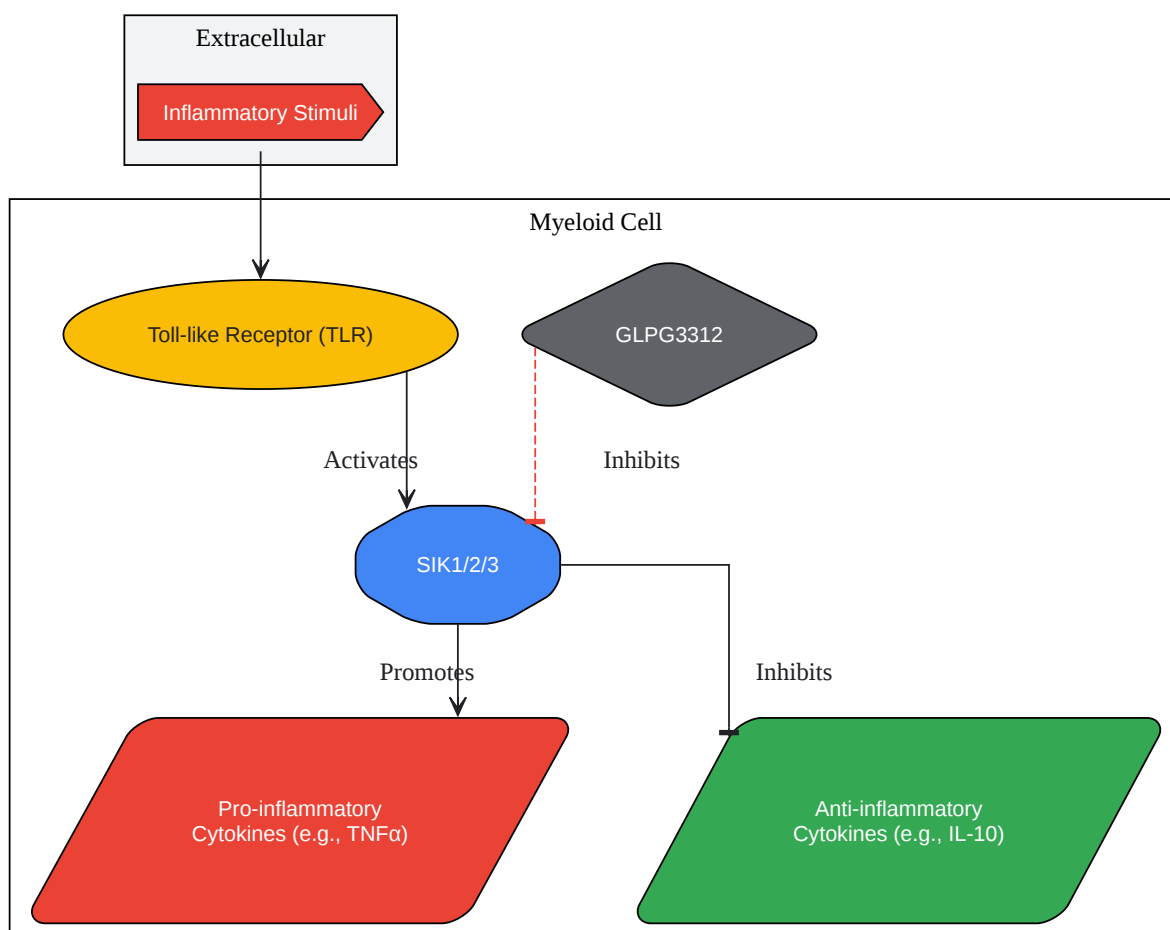 Extracellular
Inflammatory Stimuli
Myeloid Cell
Toll-like Receptor (TLR)
GLPG3312
Activates
Inhibits
SIK1/2/3
Promotes
Inhibits
Pro-inflammatory
Cytokines (e.g., TNFα)
Anti-inflammatory
Cytokines (e.g., IL-10)